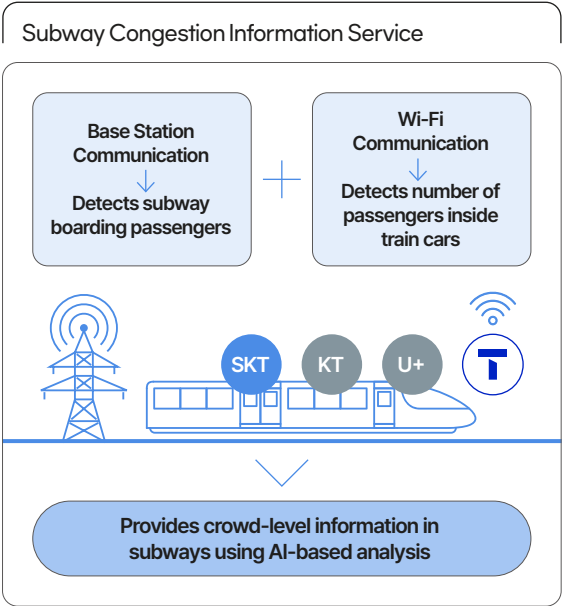 Subway Congestion Information Service
Base Station
Communication
Detects subway
boarding passengers
Wi-Fi
Communication
Detects number of
passengers inside
train cars
SKT
KT
U+
T
Provides crowd-level information in
subways using AI-based analysis